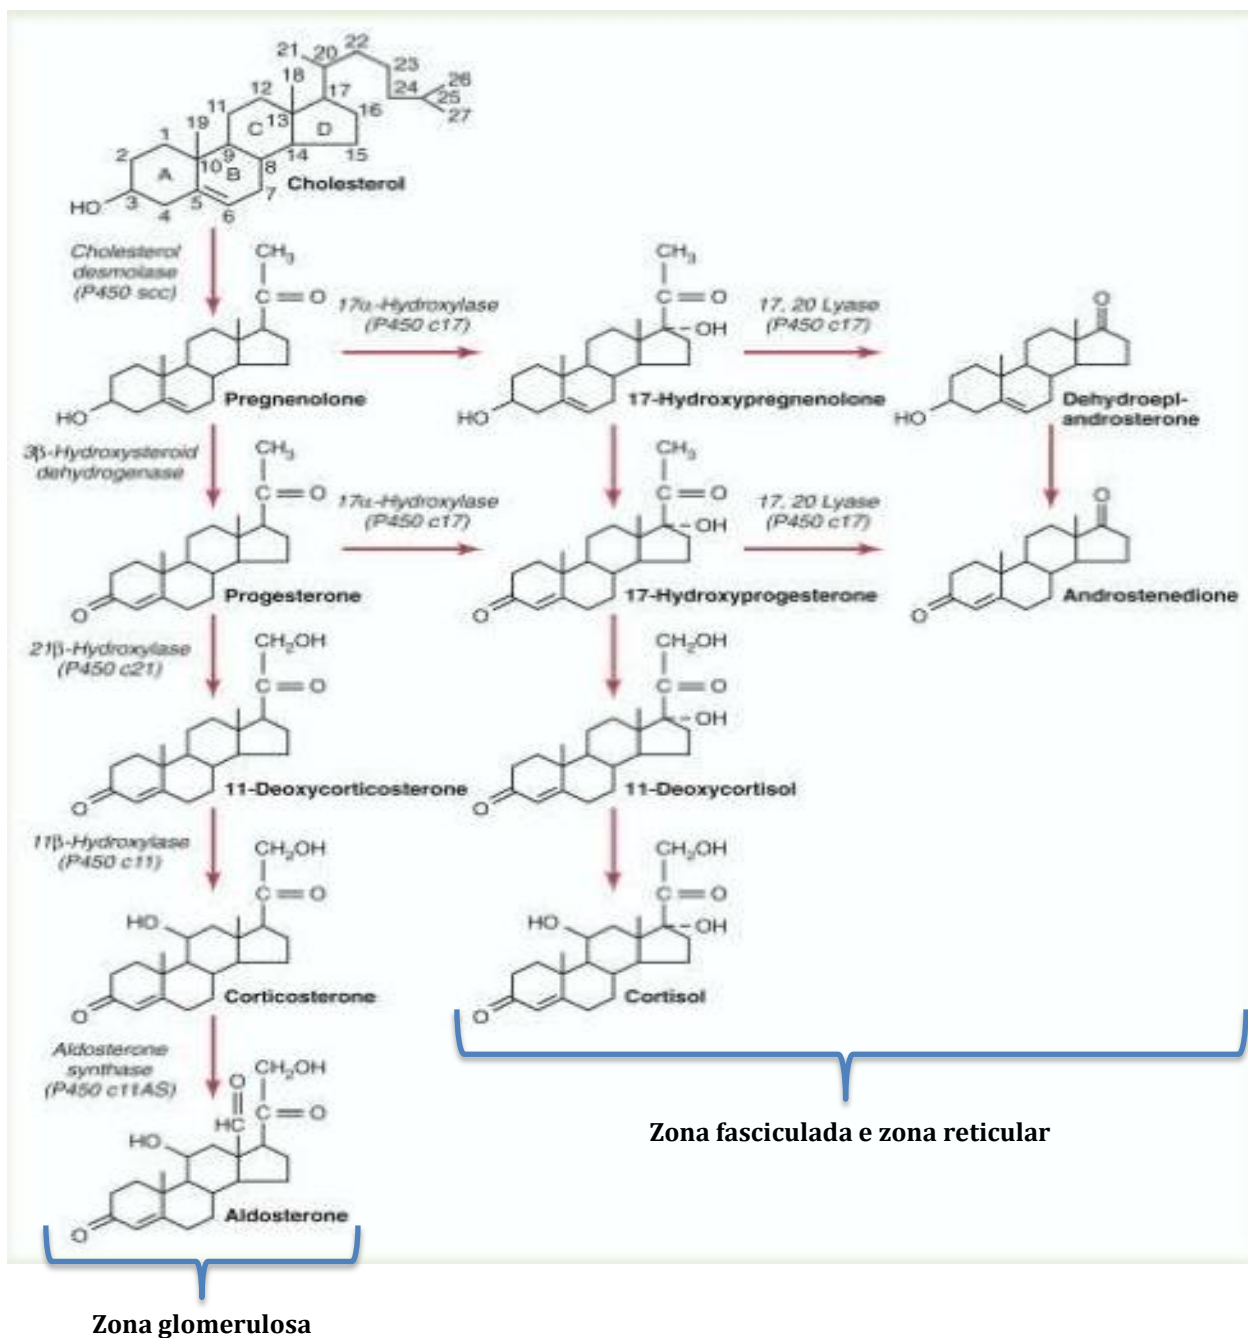 21
20
22
23
24
25
26
27
18
12
17
11
13
16
C
D
19
1
2
10
9
14
15
8
A
B
Cholesterol
HO
3
4
5
6
7
Cholesterol
desmolase
(P450 scc)
CH3
C=O
17α-Hydroxylase
(P450 c17)
CH3
C=O
OH
17, 20 Lyase
(P450 c17)
O
HO
Pregnenolone
HO
17-Hydroxypregnenolone
HO
Dehydroepi-
androsterone
3β-Hydroxysteroid
dehydrogenase
CH3
C=O
17α-Hydroxylase
(P450 c17)
CH3
C=O
OH
17, 20 Lyase
(P450 c17)
O
O
Progesterone
O
17-Hydroxyprogesterone
O
Androstenedione
21β-Hydroxylase
(P450 c21)
CH2OH
C=O
CH2OH
C=O
OH
O
11-Deoxycorticosterone
O
11-Deoxycortisol
11β-Hydroxylase
(P450 c11)
CH2OH
C=O
HO
CH2OH
C=O
HO
OH
O
Corticosterone
O
Cortisol
Aldosterone
synthase
(P450 c11AS)
O
CH2OH
HC
C=O
HO
O
Aldosterone
Zona fasciculada e zona reticular
Zona glomerulosa